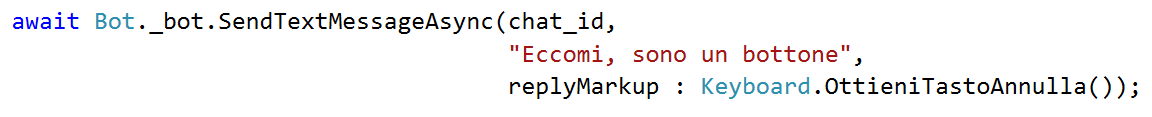 await Bot._bot.SendTextMessageAsync(chat_id,
"Eccomi, sono un bottone",
replyMarkup : Keyboard.OttieniTastoAnnulla());